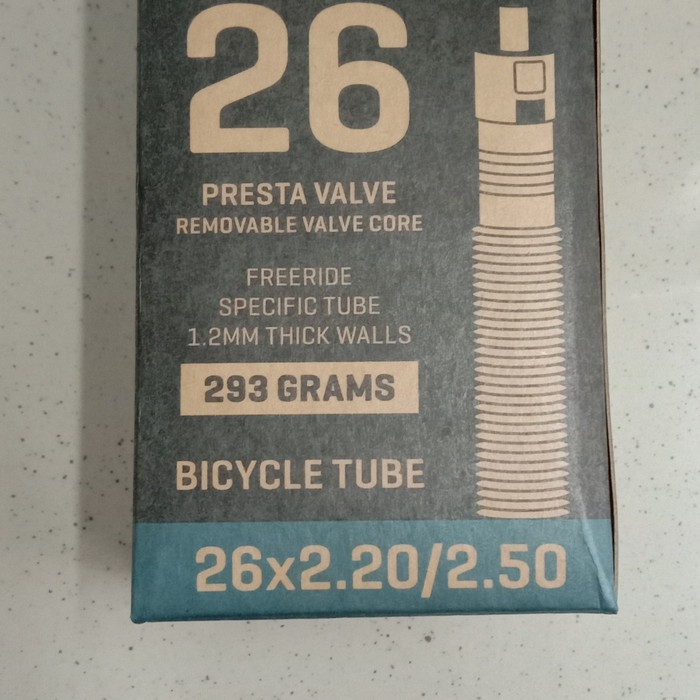 26
PRESTA VALVE
REMOVABLE VALVE CORE
FREERIDE
SPECIFIC TUBE
1.2MM THICK WALLS
293 GRAMS
BICYCLE TUBE
26x2.20/2.50